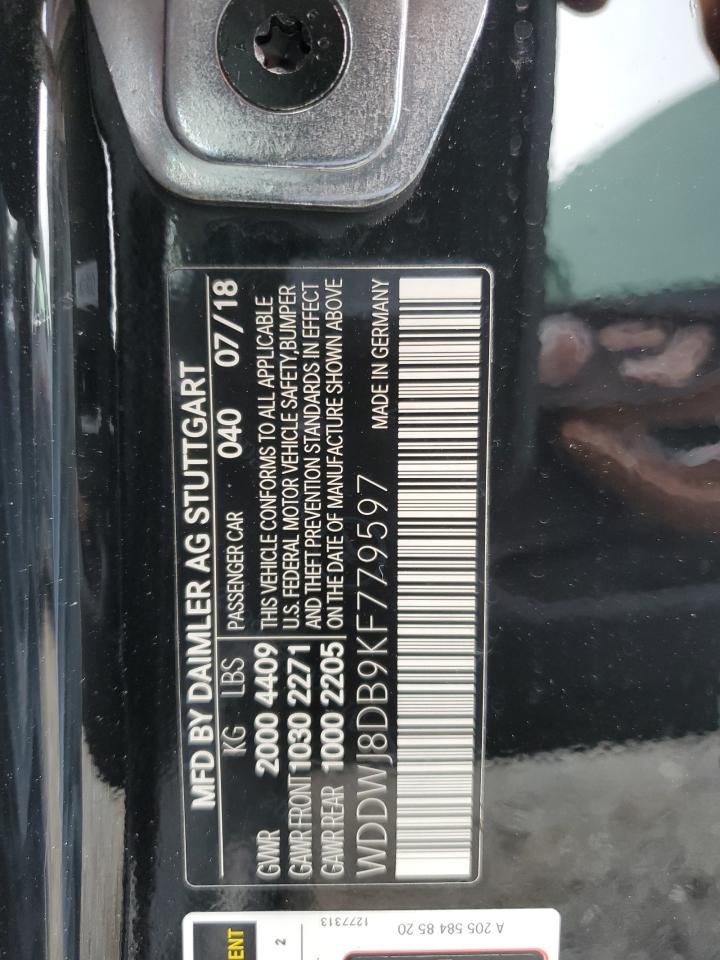 MFD BY DAIMLER AG STUTTGART
KG LBS PASSENGER CAR 040 07/18
GVWR 2000 4409 THIS VEHICLE CONFORMS TO ALL APPLICABLE
U.S. FEDERAL MOTOR VEHICLE SAFETY,BUMPER
GAWR FRONT 1030 2271 AND THEFT PREVENTION STANDARDS IN EFFECT
GAWR REAR 1000 2205 ON THE DATE OF MANUFACTURE SHOWN ABOVE
WDDWJ8DB9KF779597 MADE IN GERMANY
ENT
2
1277313
A 205 584 85 20